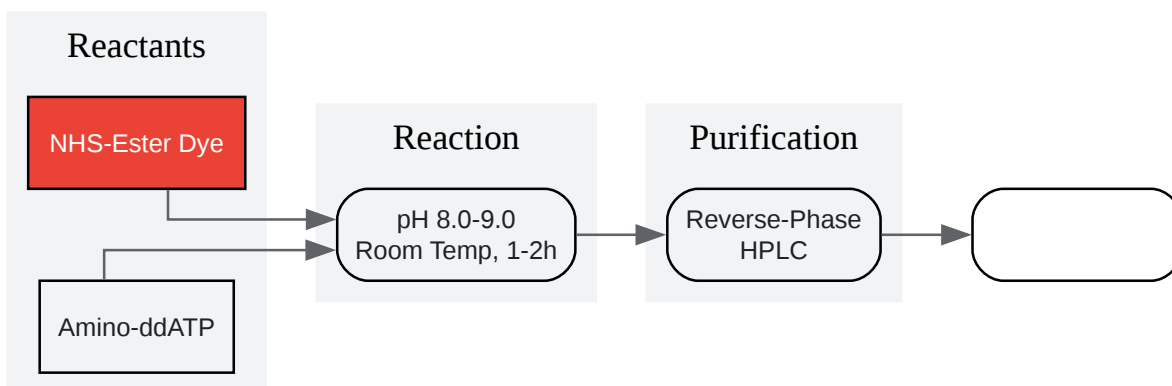 Reactants
NHS-Ester Dye
Amino-ddATP
Reaction
pH 8.0-9.0
Room Temp, 1-2h
Purification
Reverse-Phase
HPLC